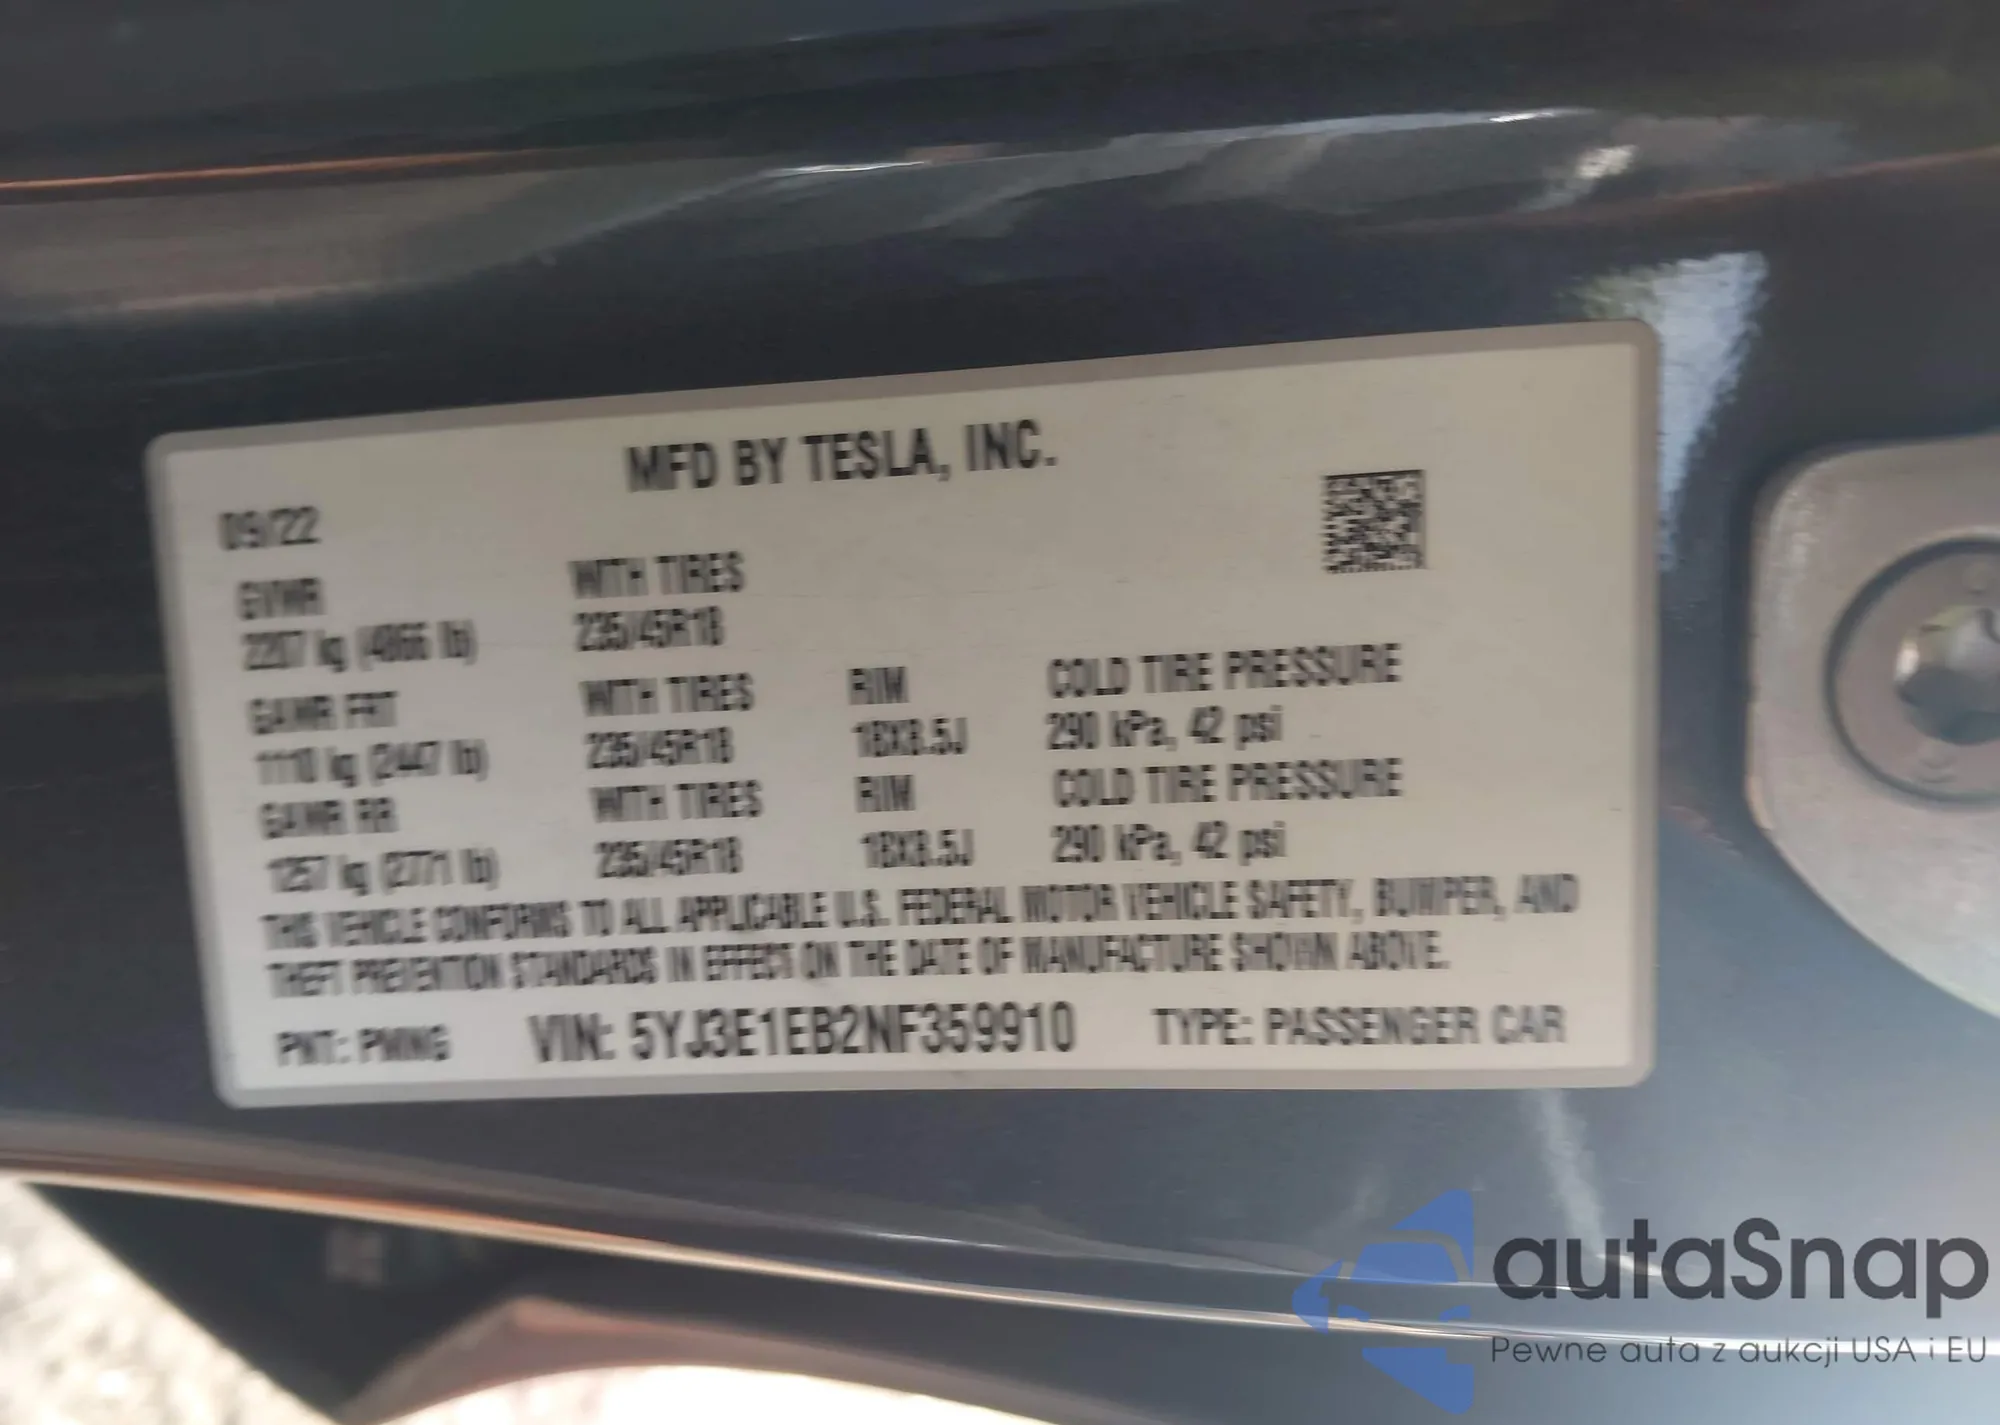 MFD BY TESLA, INC.
09/22
GVWR WITH TIRES
2207 kg (4866 lb) 235/45R18
GAWR FRT WITH TIRES RIM COLD TIRE PRESSURE
1110 kg (2447 lb) 235/45R18 18X8.5J 290 kPa, 42 psi
GAWR RR WITH TIRES RIM COLD TIRE PRESSURE
1257 kg (2771 lb) 235/45R18 18X8.5J 290 kPa, 42 psi
THIS VEHICLE CONFORMS TO ALL APPLICABLE U.S. FEDERAL MOTOR VEHICLE SAFETY, BUMPER, AND
THEFT PREVENTION STANDARDS IN EFFECT ON THE DATE OF MANUFACTURE SHOWN ABOVE.
PNT: PMNG VIN: 5YJ3E1EB2NF359910 TYPE: PASSENGER CAR
autaSnap
Pewne auta z aukcji USA i EU